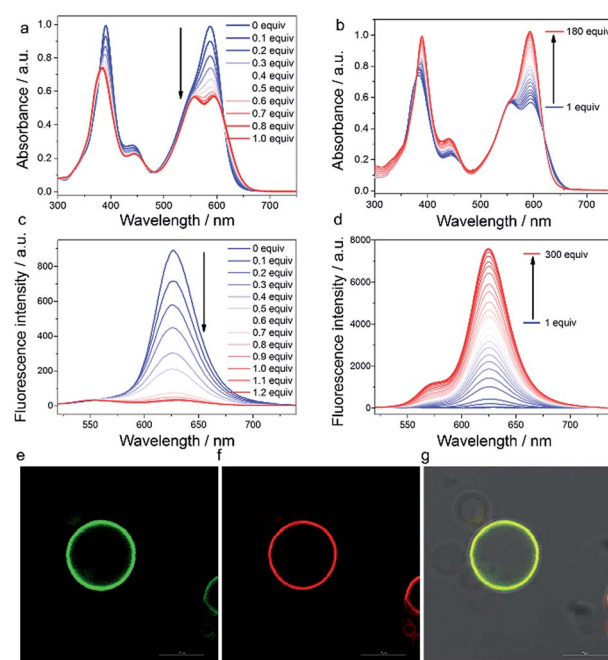 a
Absorbance / a.u.
1.0
0.8
0.6
0.4
0.2
0.0
300
400
500
600
700
Wavelength / nm
0 equiv
0.1 equiv
0.2 equiv
0.3 equiv
0.4 equiv
0.5 equiv
0.6 equiv
0.7 equiv
0.8 equiv
1.0 equiv
b
Absorbance / a.u.
1.0
0.8
0.6
0.4
0.2
0.0
300
400
500
600
700
Wavelength / nm
180 equiv
1 equiv
c
Fluorescence intensity / a.u.
800
600
400
200
0
550
600
650
700
Wavelength / nm
0 equiv
0.1 equiv
0.2 equiv
0.3 equiv
0.4 equiv
0.5 equiv
0.6 equiv
0.7 equiv
0.8 equiv
0.9 equiv
1.0 equiv
1.1 equiv
1.2 equiv
d
Fluorescence intensity / a.u.
8000
6000
4000
2000
0
550
600
650
700
Wavelength / nm
300 equiv
1 equiv
e
f
g